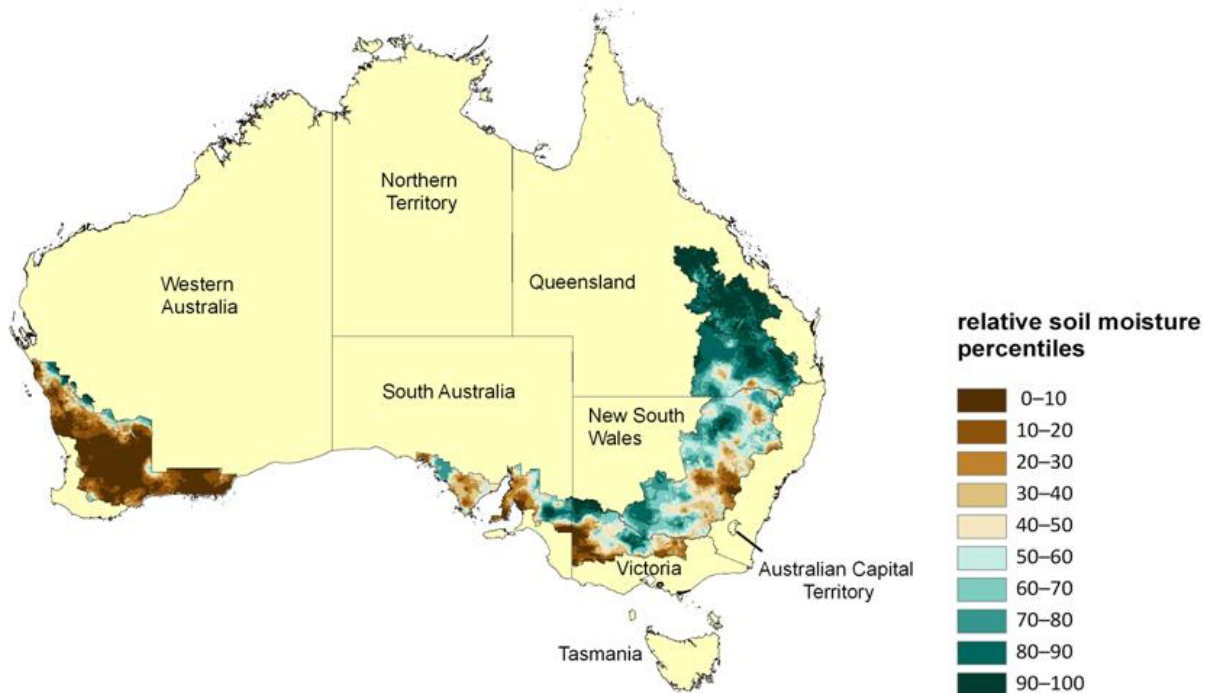 Northern
Territory
Western
Australia
Queensland
South Australia
New South
Wales
Victoria
Australian Capital
Territory
Tasmania
relative soil moisture
percentiles
0–10
10–20
20–30
30–40
40–50
50–60
60–70
70–80
80–90
90–100